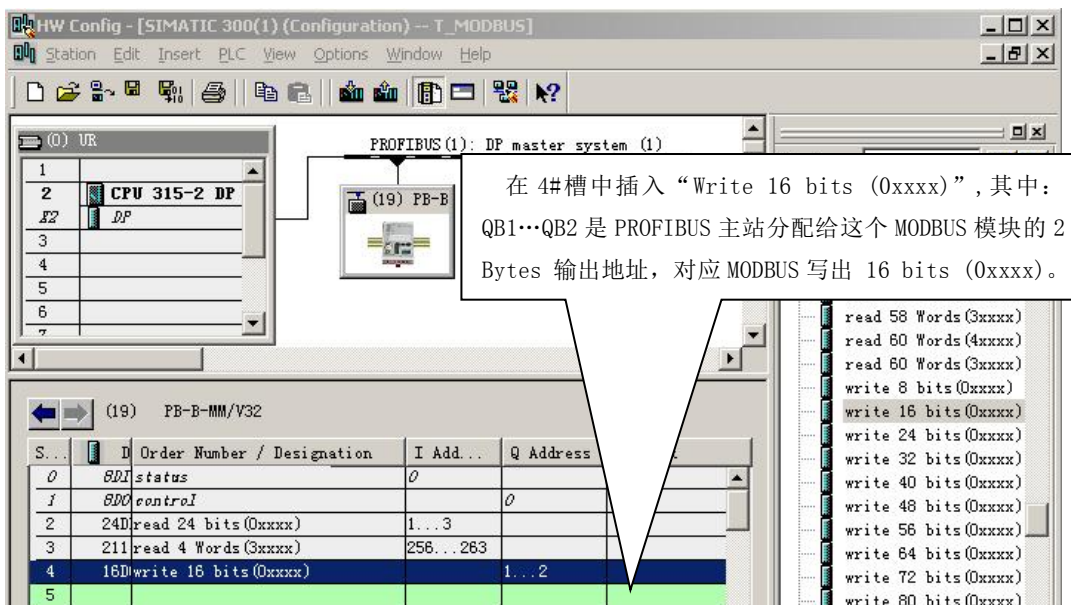 HW Config - [SIMATIC 300(1) (Configuration) -- T_MODBUS]
Station Edit Insert PLC View Options Window Help
(0) UR
1
2 CPU 315-2 DP
X2 DP
3
4
5
6
7
PROFIBUS(1): DP master system (1)
(19) PB-B
在 4#槽中插入“Write 16 bits (0xxxx)”,其中：
QB1…QB2 是 PROFIBUS 主站分配给这个 MODBUS 模块的 2
Bytes 输出地址，对应 MODBUS 写出 16 bits (0xxxx)。
read 58 Words(3xxxx)
read 60 Words(4xxxx)
read 60 Words(3xxxx)
write 8 bits(0xxxx)
write 16 bits(0xxxx)
write 24 bits(0xxxx)
write 32 bits(0xxxx)
write 40 bits(0xxxx)
write 48 bits(0xxxx)
write 56 bits(0xxxx)
write 64 bits(0xxxx)
write 72 bits(0xxxx)
write 80 bits(0xxxx)
(19) PB-B-MM/V32
S... D Order Number / Designation I Add... Q Address
0 8DI status 0
1 8DO control 0
2 24D read 24 bits(0xxxx) 1...3
3 211 read 4 Words(3xxxx) 256...263
4 16D write 16 bits(0xxxx) 1...2
5